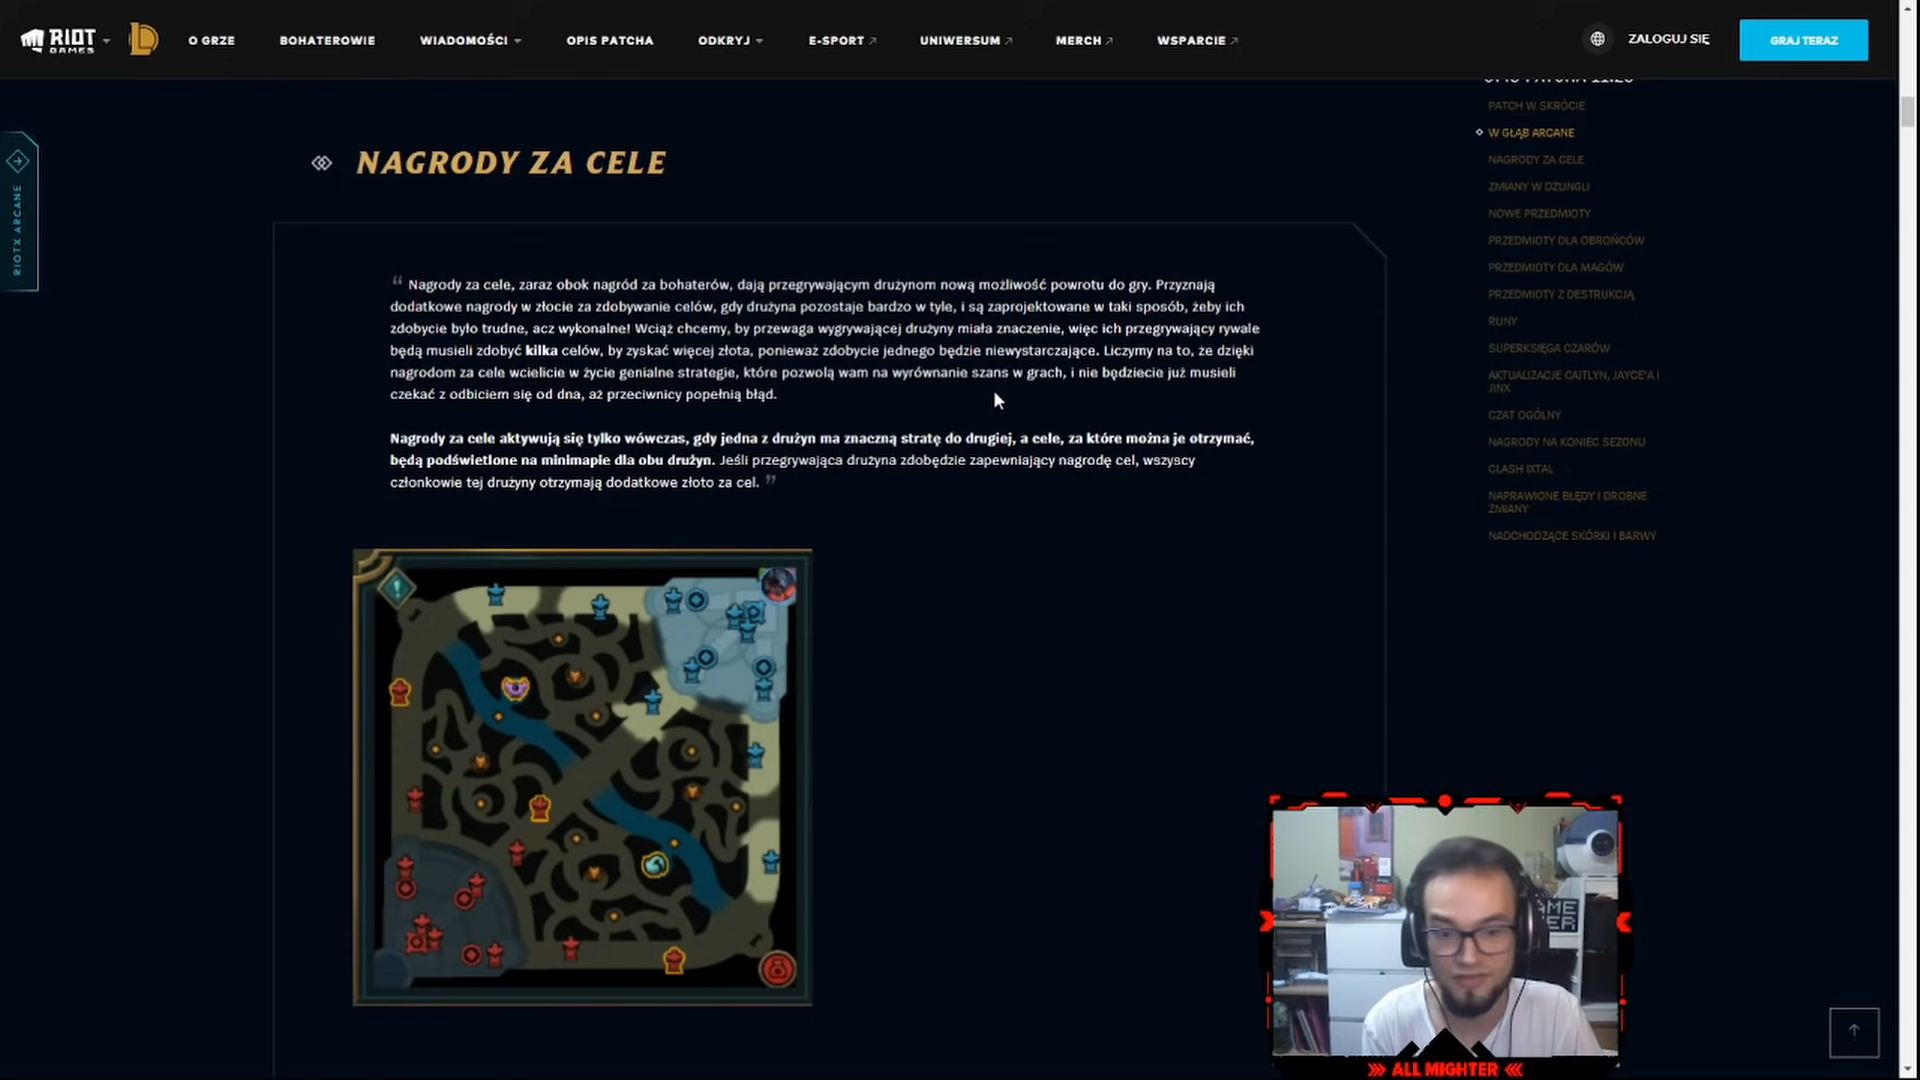 RIOT GAMES
O GRZE
BOHATEROWIE
WIADOMOŚCI
OPIS PATCHA
ODKRYJ
E-SPORT
UNIWERSUM
MERCH
WSPARCIE
ZALOGUJ SIĘ
GRAJ TERAZ
RIOTX ARCANE
NAGRODY ZA CELE
“ Nagrody za cele, zaraz obok nagród za bohaterów, dają przegrywającym drużynom nową możliwość powrotu do gry. Przyznają
dodatkowe nagrody w złocie za zdobywanie celów, gdy drużyna pozostaje bardzo w tyle, i są zaprojektowane w taki sposób, żeby ich
zdobycie było trudne, acz wykonalne! Wciąż chcemy, by przewaga wygrywającej drużyny miała znaczenie, więc ich przegrywający rywale
będą musieli zdobyć kilka celów, by zyskać więcej złota, ponieważ zdobycie jednego będzie niewystarczające. Liczymy na to, że dzięki
nagrodom za cele wcielicie w życie genialne strategie, które pozwolą wam na wyrównanie szans w grach, i nie będziecie już musieli
czekać z odbiciem się od dna, aż przeciwnicy popełnią błąd.
Nagrody za cele aktywują się tylko wówczas, gdy jedna z drużyn ma znaczną stratę do drugiej, a cele, za które można je otrzymać,
będą podświetlone na minimapie dla obu drużyn. Jeśli przegrywająca drużyna zdobędzie zapewniający nagrodę cel, wszyscy
członkowie tej drużyny otrzymają dodatkowe złoto za cel. ”
PATCH W SKRÓCIE
W GŁĄB ARCANE
NAGRODY ZA CELE
ZMIANY W DŻUNGLI
NOWE PRZEDMIOTY
PRZEDMIOTY DLA OBROŃCÓW
PRZEDMIOTY DLA MAGÓW
PRZEDMIOTY Z DESTRUKCJĄ
RUNY
SUPERKSIĘGA CZARÓW
AKTUALIZACJE CAITLYN, JAYCE'A I
JINX
CZAT OGÓLNY
NAGRODY NA KONIEC SEZONU
CLASH IXTAL
NAPRAWIONE BŁĘDY I DROBNE
ZMIANY
NADCHODZĄCE SKÓRKI I BARWY
ALL MIGHTER